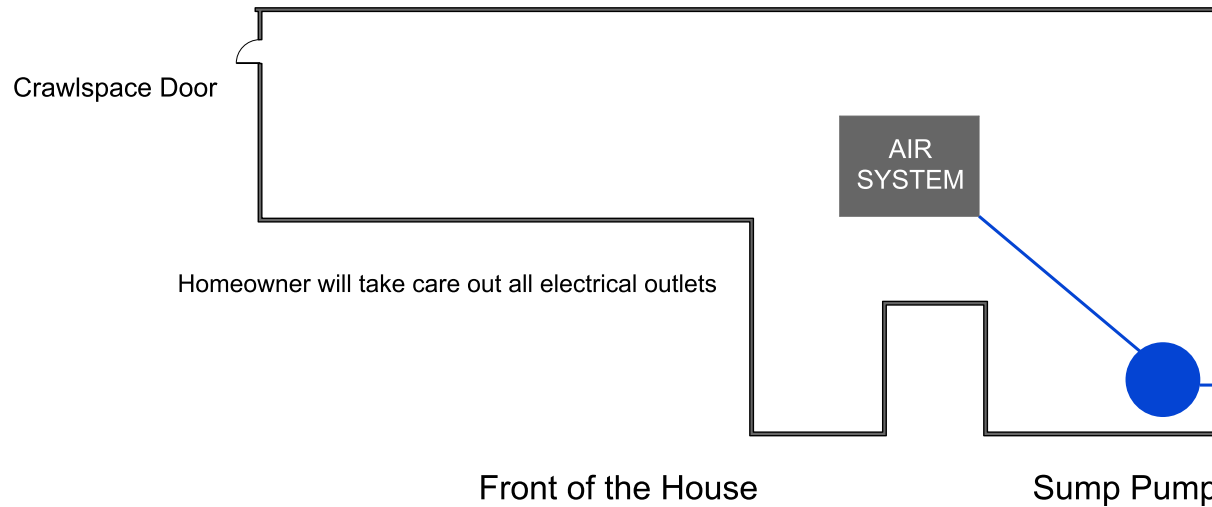 Crawlspace Door
AIR
SYSTEM
Homeowner will take care out all electrical outlets
Front of the House
Sump Pump